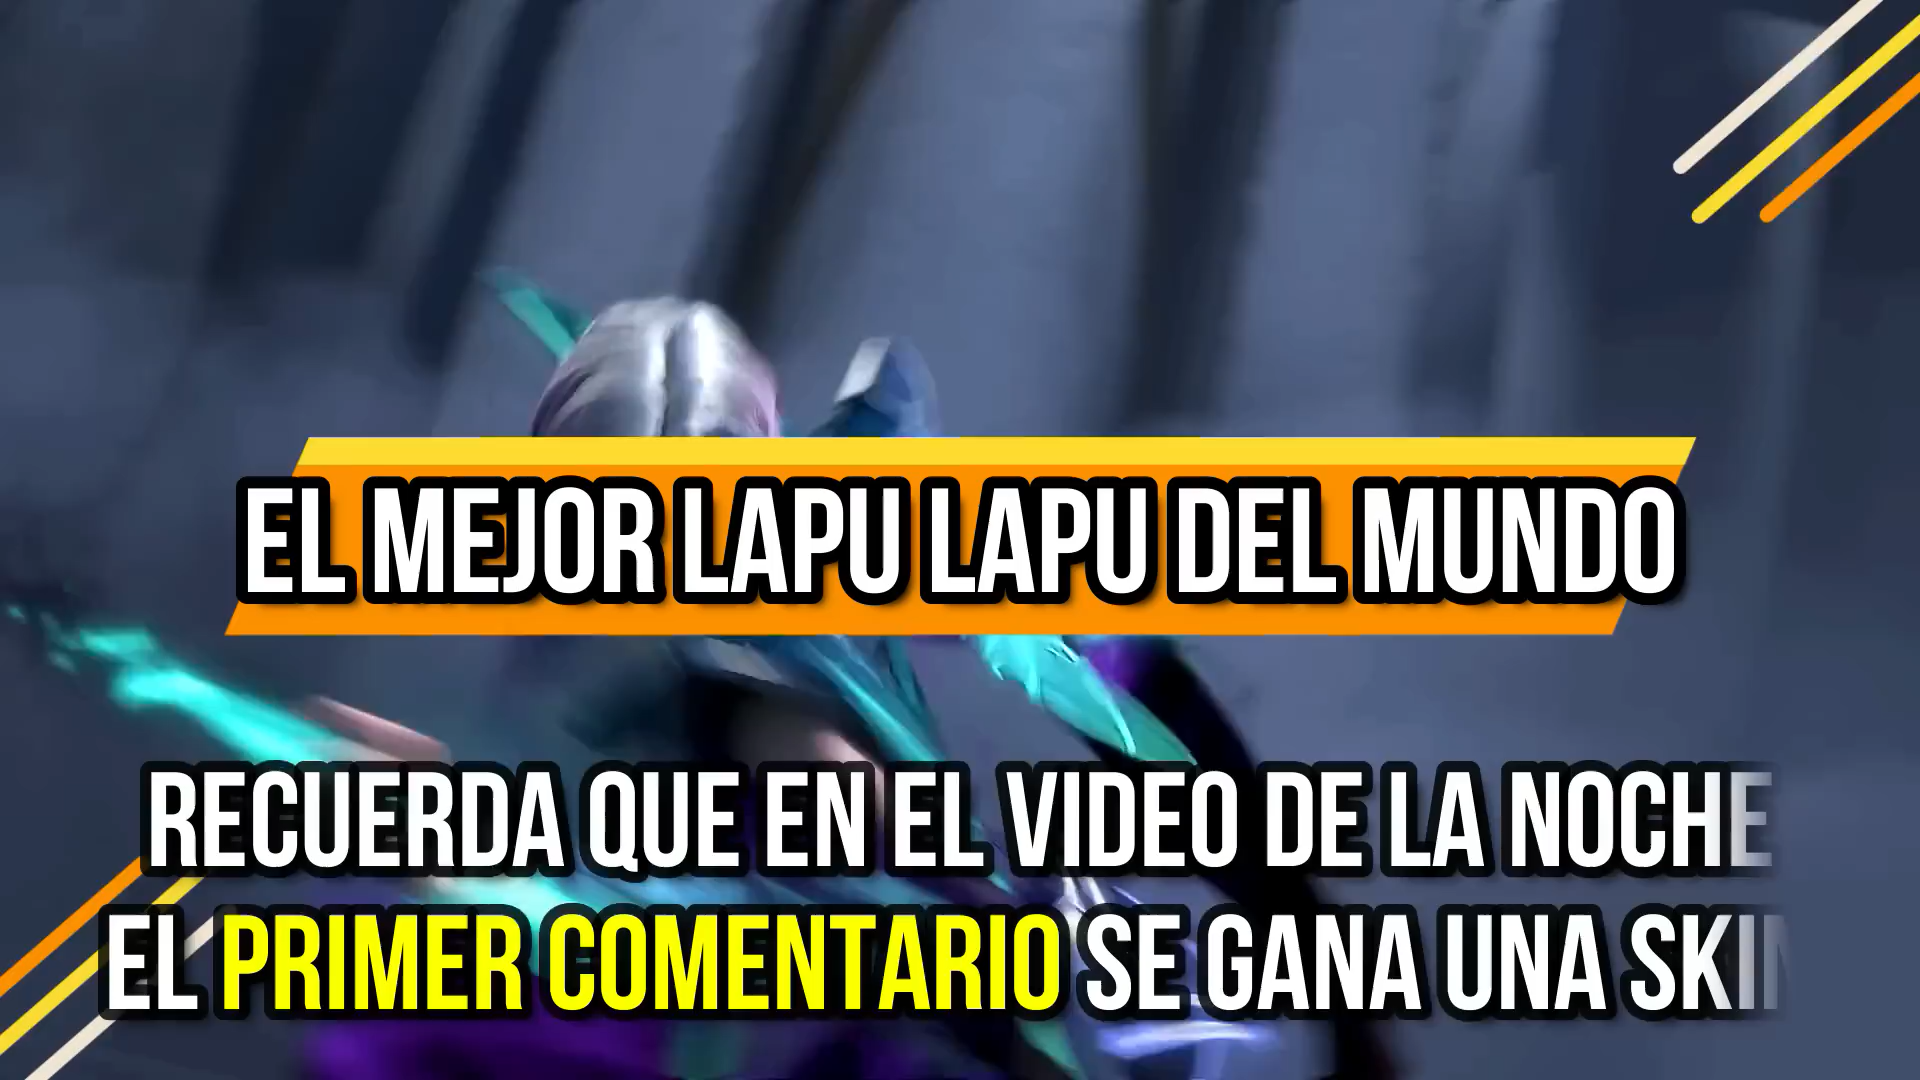 EL MEJOR LAPU LAPU DEL MUNDO
RECUERDA QUE EN EL VIDEO DE LA NOCHE
EL PRIMER COMENTARIO SE GANA UNA SKIN